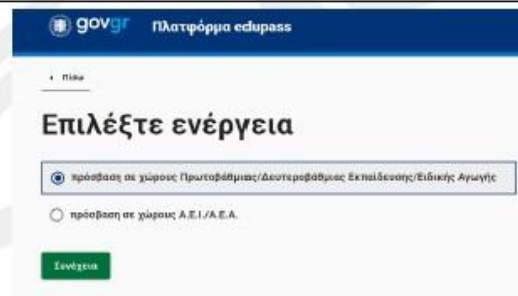 govgr Πλατφόρμα edupass
Πίσω
Επιλέξτε ενέργεια
πρόσβαση σε χώρους Πρωτοβάθμιας/Δευτεροβάθμιας Εκπαίδευσης/Ειδικής Αγωγής
πρόσβαση σε χώρους Α.Ε.Ι./Α.Ε.Α.
Συνέχεια